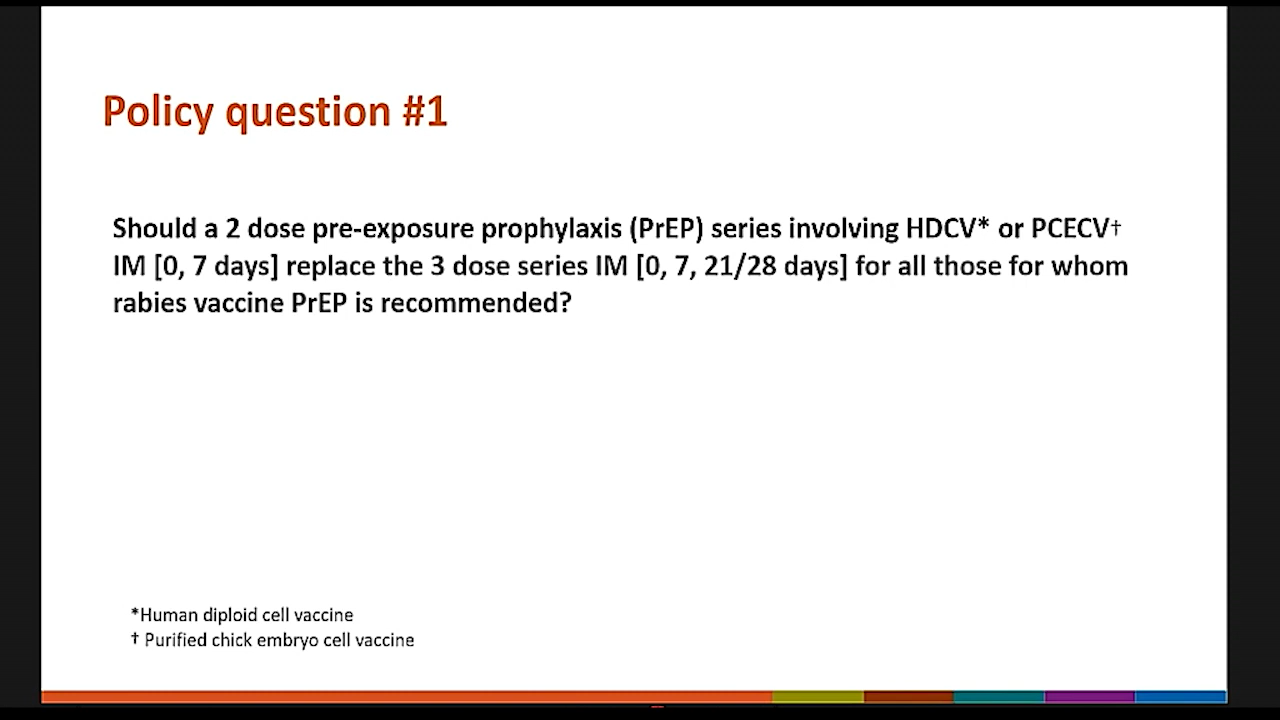 Policy question #1
Should a 2 dose pre-exposure prophylaxis (PrEP) series involving HDCV* or PCECV†
IM [0, 7 days] replace the 3 dose series IM [0, 7, 21/28 days] for all those for whom
rabies vaccine PrEP is recommended?
*Human diploid cell vaccine
† Purified chick embryo cell vaccine